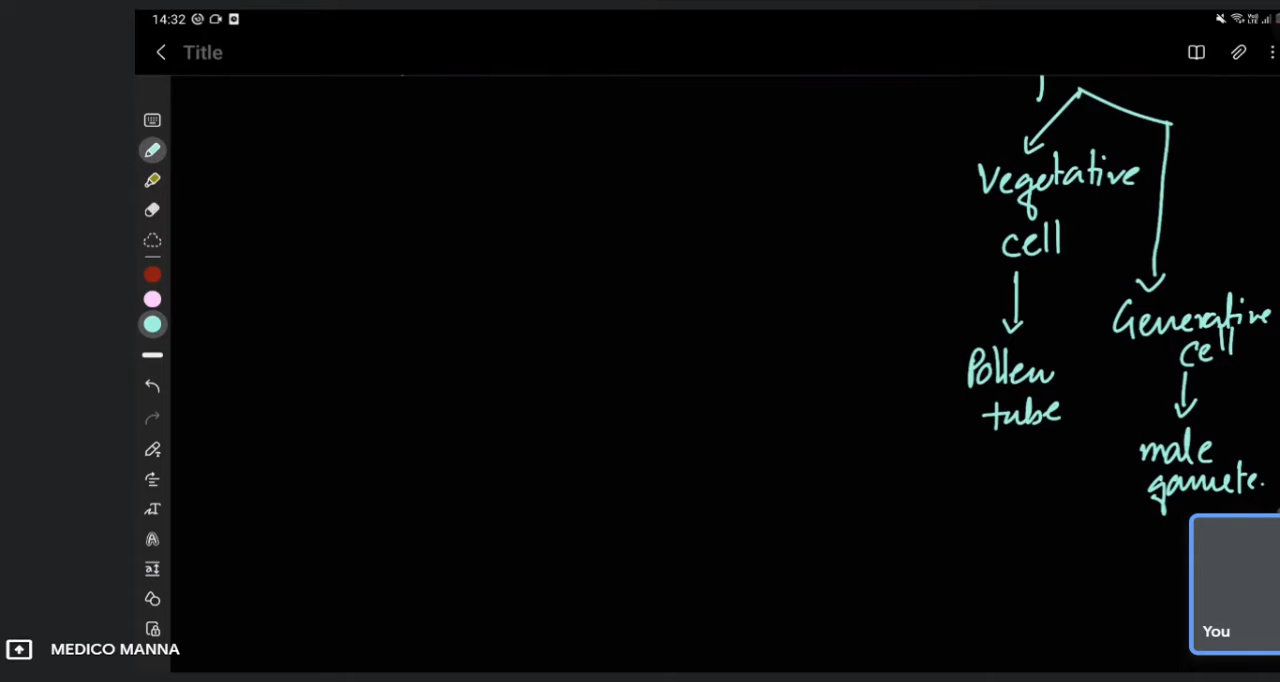 14:32
Title
Vegetative
cell
Pollen
tube
Generative
cell
male
gamete.
You
MEDICO MANNA